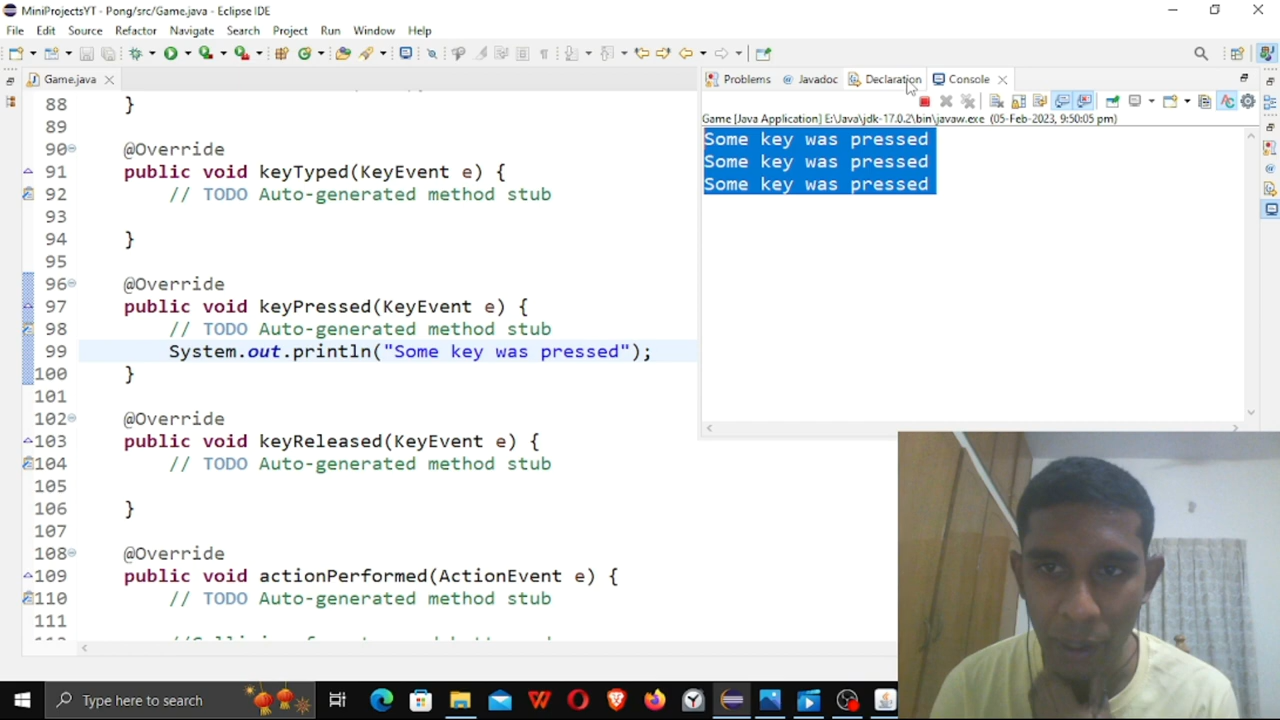 MiniProjectsYT - Pong/src/Game.java - Eclipse IDE
File Edit Source Refactor Navigate Search Project Run Window Help
Game.java
88 }
89
90 @Override
91 public void keyTyped(KeyEvent e) {
92 // TODO Auto-generated method stub
93
94 }
95
96 @Override
97 public void keyPressed(KeyEvent e) {
98 // TODO Auto-generated method stub
99 System.out.println("Some key was pressed");
100 }
101
102 @Override
103 public void keyReleased(KeyEvent e) {
104 // TODO Auto-generated method stub
105
106 }
107
108 @Override
109 public void actionPerformed(ActionEvent e) {
110 // TODO Auto-generated method stub
111
Problems @ Javadoc Declaration Console
Game [Java Application] E:\Java\jdk-17.0.2\bin\javaw.exe (05-Feb-2023, 9:50:05 pm)
Some key was pressed
Some key was pressed
Some key was pressed
Type here to search